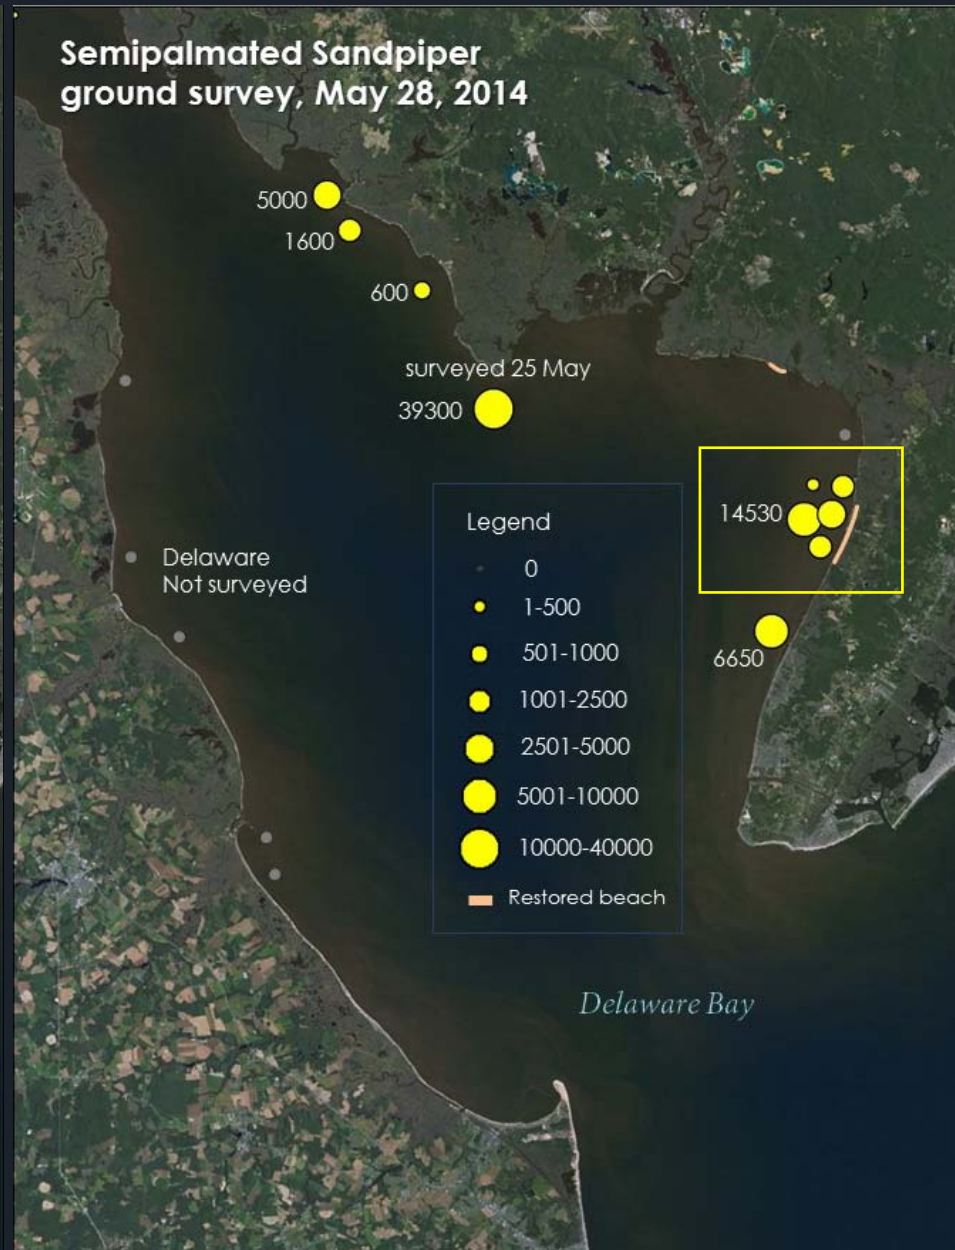 Semipalmated Sandpiper
ground survey, May 28, 2014
5000
1600
600
surveyed 25 May
39300
14530
6650
Delaware
Not surveyed
Legend
0
1-500
501-1000
1001-2500
2501-5000
5001-10000
10000-40000
Restored beach
Delaware Bay